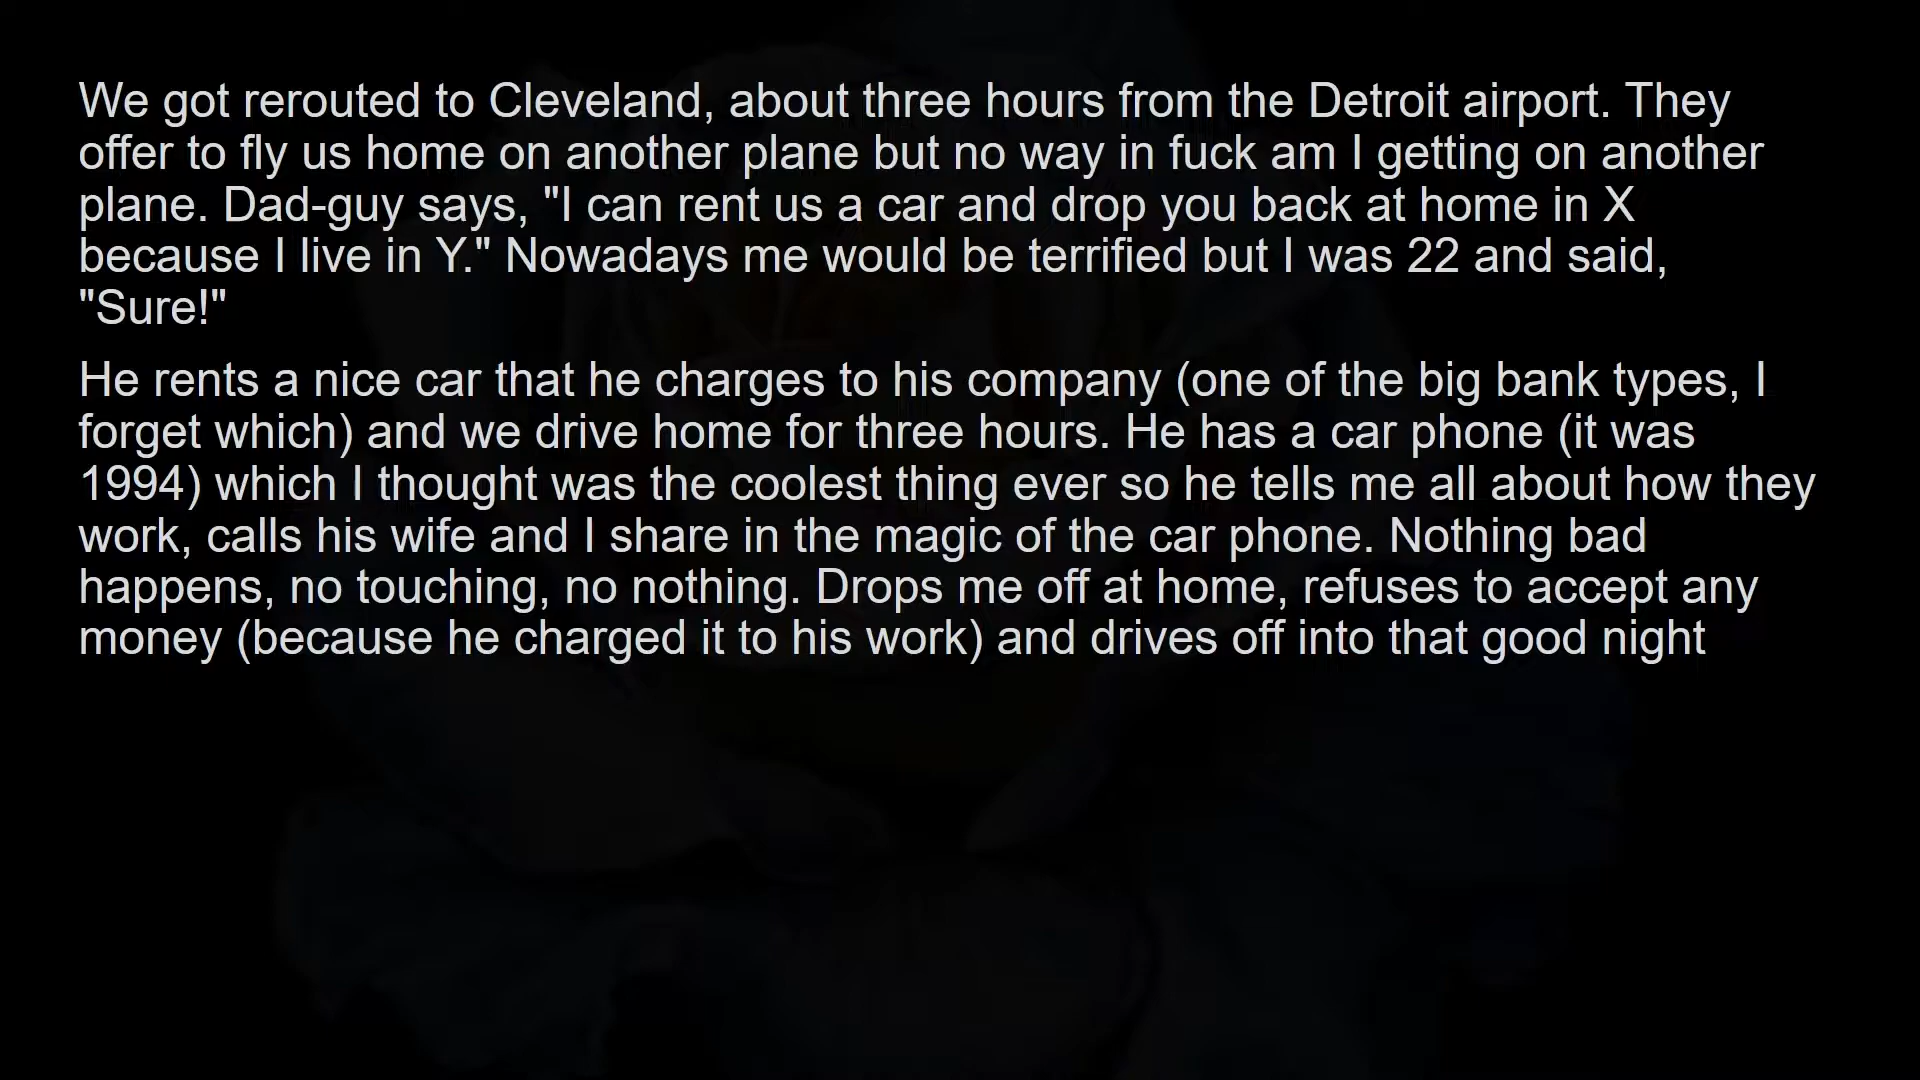 We got rerouted to Cleveland, about three hours from the Detroit airport. They
offer to fly us home on another plane but no way in fuck am I getting on another
plane. Dad-guy says, "I can rent us a car and drop you back at home in X
because I live in Y." Nowadays me would be terrified but I was 22 and said,
"Sure!"
He rents a nice car that he charges to his company (one of the big bank types, I
forget which) and we drive home for three hours. He has a car phone (it was
1994) which I thought was the coolest thing ever so he tells me all about how they
work, calls his wife and I share in the magic of the car phone. Nothing bad
happens, no touching, no nothing. Drops me off at home, refuses to accept any
money (because he charged it to his work) and drives off into that good night